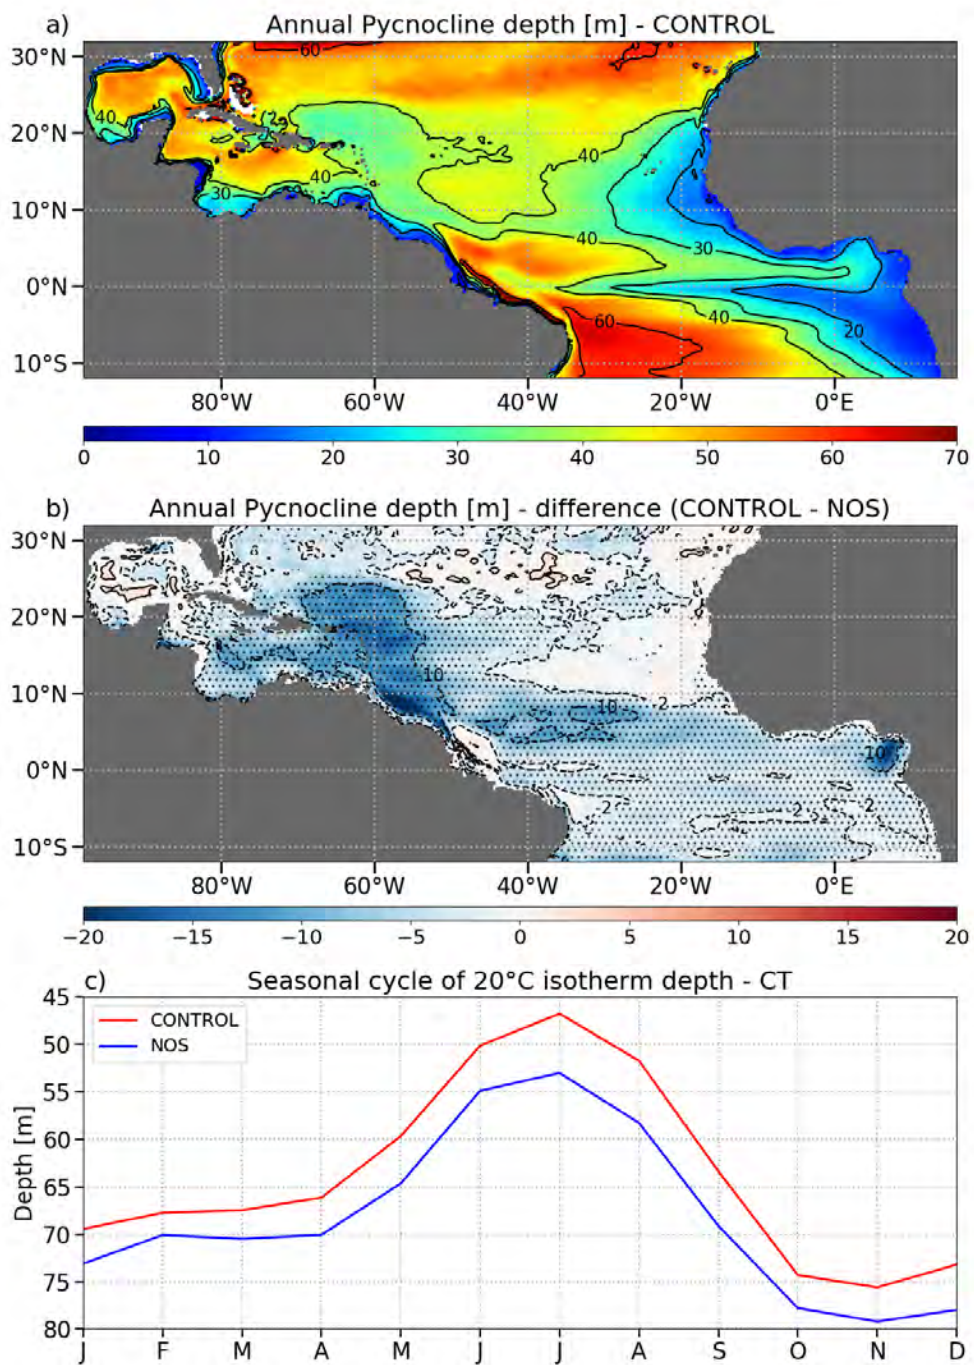 a) Annual Pycnocline depth [m] - CONTROL
30°N
20°N
10°N
0°N
10°S
60
40
40
40
30
40
30
40
60
20
80°W 60°W 40°W 20°W 0°E
0 10 20 30 40 50 60 70
b) Annual Pycnocline depth [m] - difference (CONTROL - NOS)
30°N
20°N
10°N
0°N
10°S
-10
-2
-10
-10
-2
-2
-2
80°W 60°W 40°W 20°W 0°E
−20 −15 −10 −5 0 5 10 15 20
c) Seasonal cycle of 20°C isotherm depth - CT
CONTROL
NOS
Depth [m]
45
50
55
60
65
70
75
80
J F M A M J J A S O N D